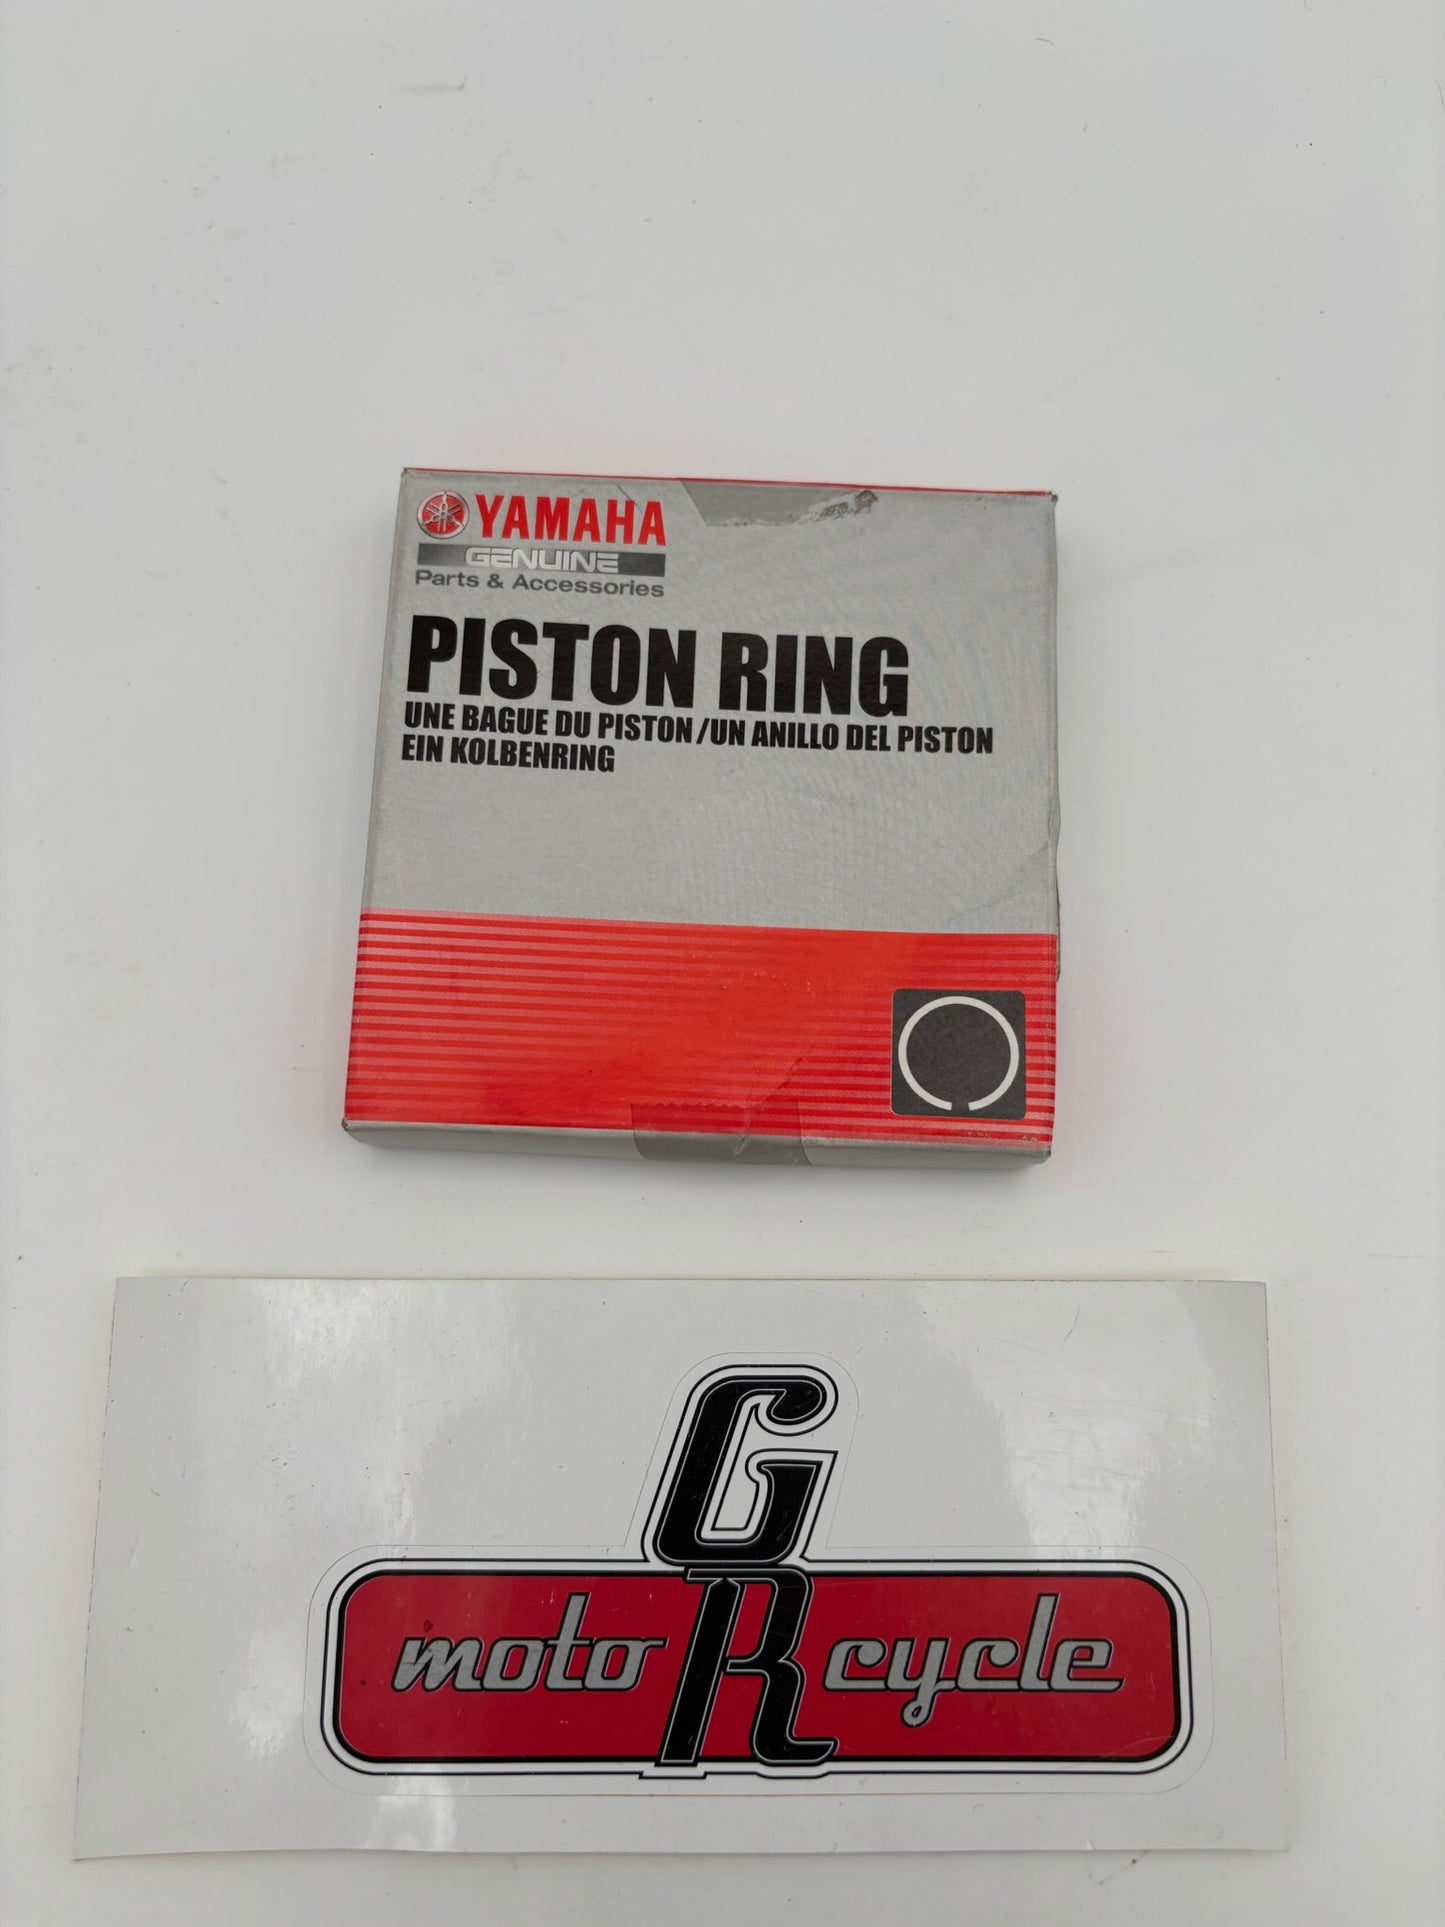 YAMAHA
GENUINE
Parts & Accessories
PISTON RING
UNE BAGUE DU PISTON/UN ANILLO DEL PISTON
EIN KOLBENRING
G
moto R cycle